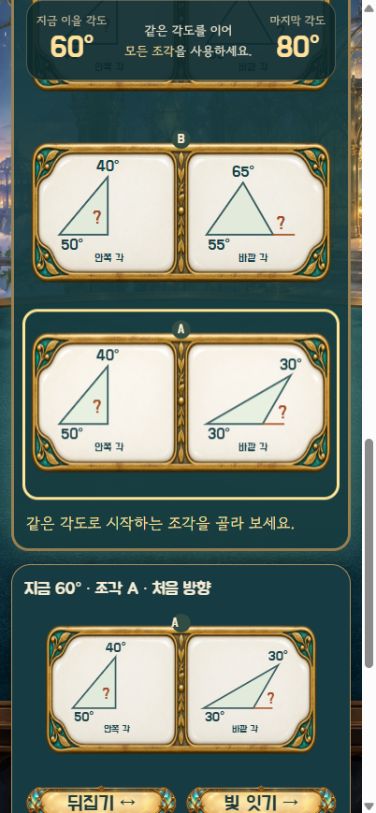 지금 이을 각도
60°
같은 각도를 이어
모든 조각을 사용하세요.
마지막 각도
80°
B
40°
?
50°
안쪽 각
65°
?
55°
바깥 각
A
40°
?
50°
안쪽 각
30°
?
30°
바깥 각
같은 각도로 시작하는 조각을 골라 보세요.
지금 60° · 조각 A · 처음 방향
A
40°
?
50°
안쪽 각
30°
?
30°
바깥 각
뒤집기 ↔
빛 잇기 →